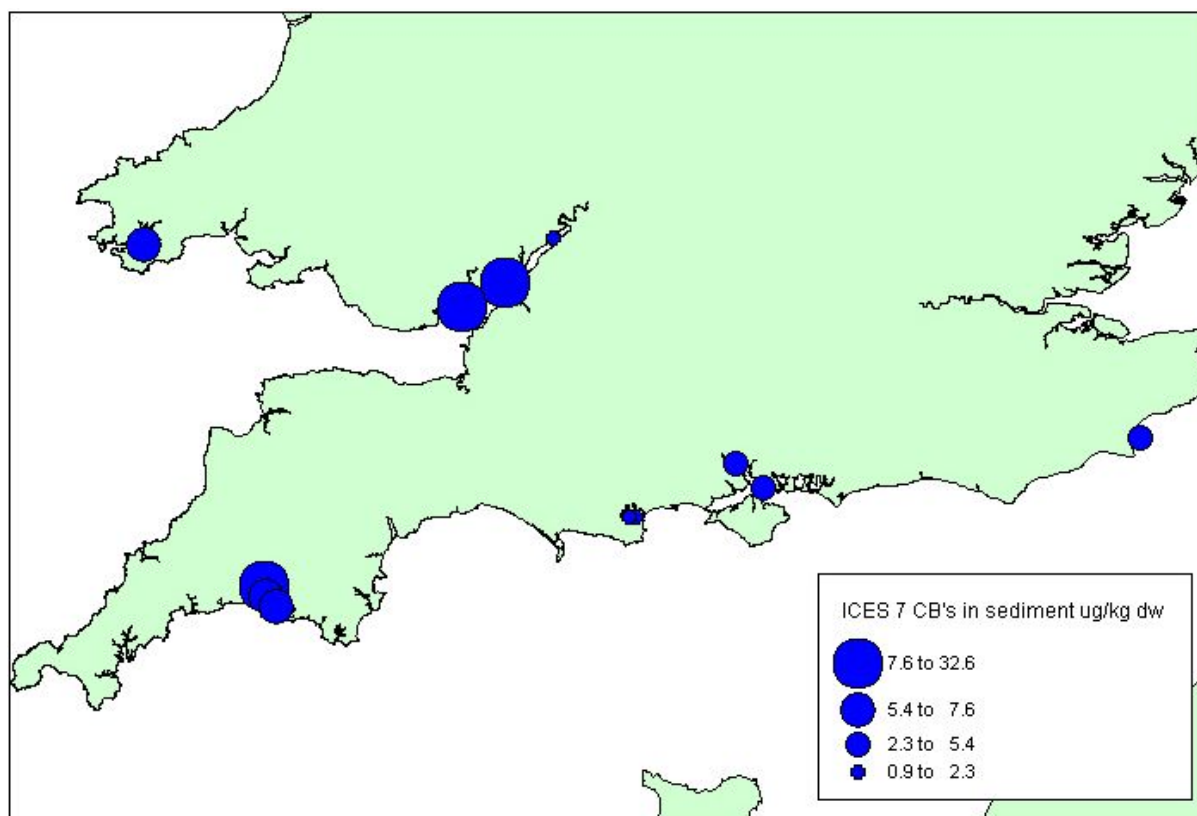 ICES 7 CB's in sediment ug/kg dw
7.6 to 32.6
5.4 to 7.6
2.3 to 5.4
0.9 to 2.3